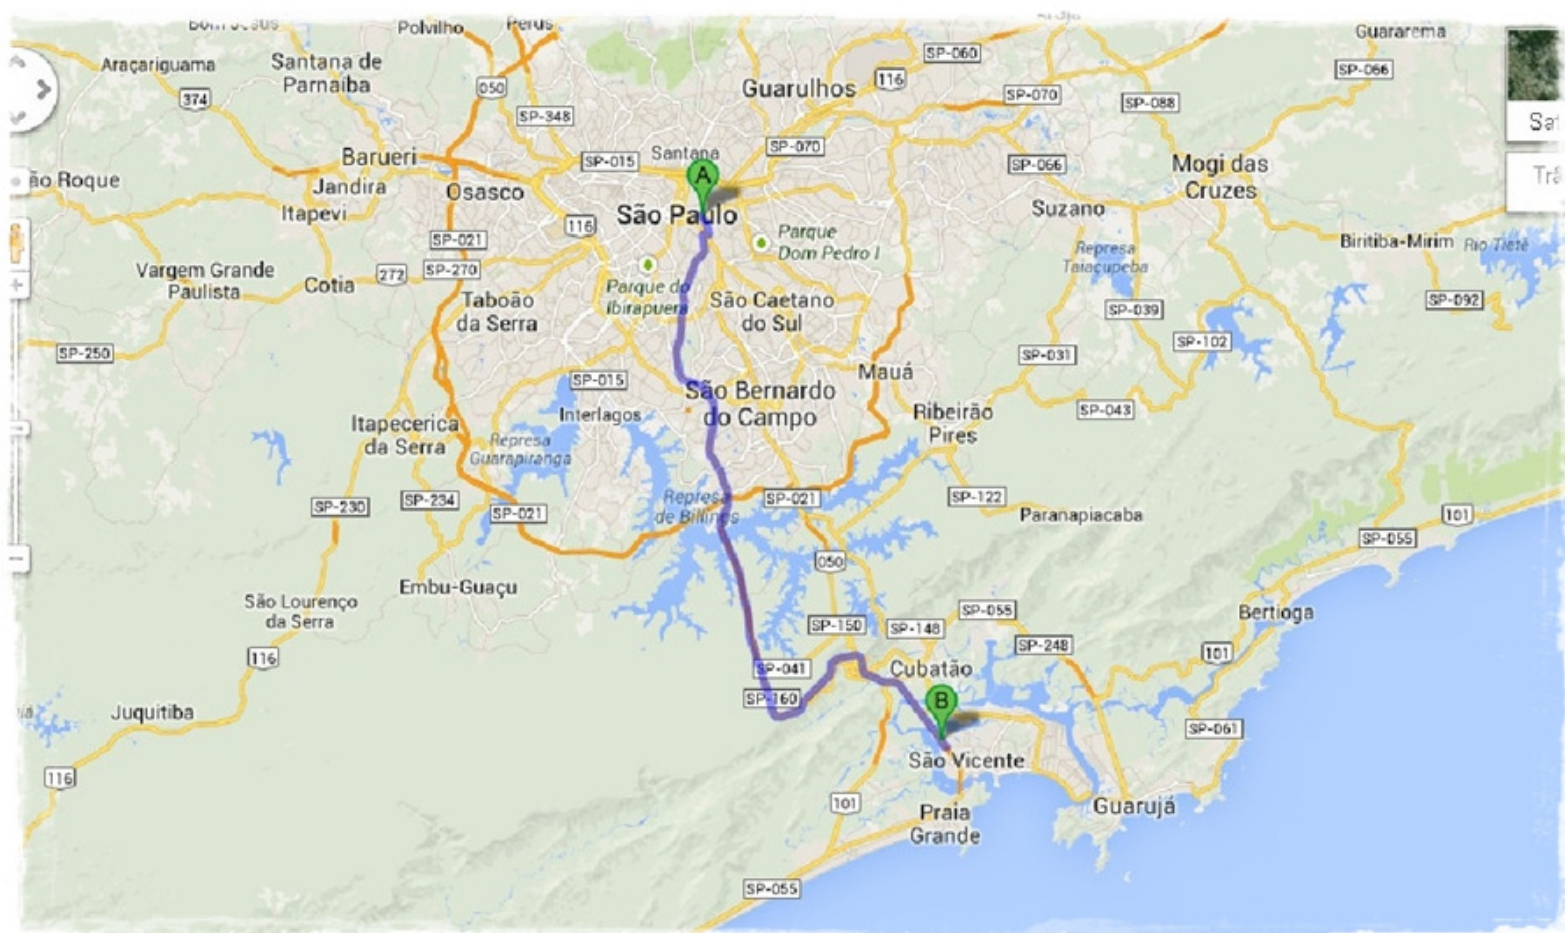 Polvilho
Perus
Guararema
SP-060
Araçariguama
Santana de
Parnaíba
116
SP-066
050
Guarulhos
SP-070
374
SP-088
SP-348
Sat
SP-070
Barueri
SP-015
Santana
SP-066
Mogi das
Cruzes
ão Roque
Jandira
Osasco
A
Itapevi
São Paulo
Suzano
116
Parque
Dom Pedro I
SP-021
Biritiba-Mirim
Rio Tietê
Represa
Taiaçupeba
Vargem Grande
Paulista
272
SP-270
Cotia
Parque do
Ibirapuera
Taboão
da Serra
São Caetano
do Sul
SP-092
SP-039
SP-250
SP-102
SP-031
Mauá
SP-015
São Bernardo
do Campo
Interlagos
Ribeirão
Pires
SP-043
Itapecerica
da Serra
Represa
Guarapiranga
SP-230
SP-234
SP-021
Represa
de Billings
SP-021
SP-122
Paranapiacaba
101
SP-055
050
Embu-Guaçu
São Lourenço
da Serra
SP-055
Bertioga
SP-150
SP-148
SP-248
116
101
SP-041
Cubatão
SP-160
B
Juquitiba
SP-061
São Vicente
116
101
Praia
Grande
Guarujá
SP-055